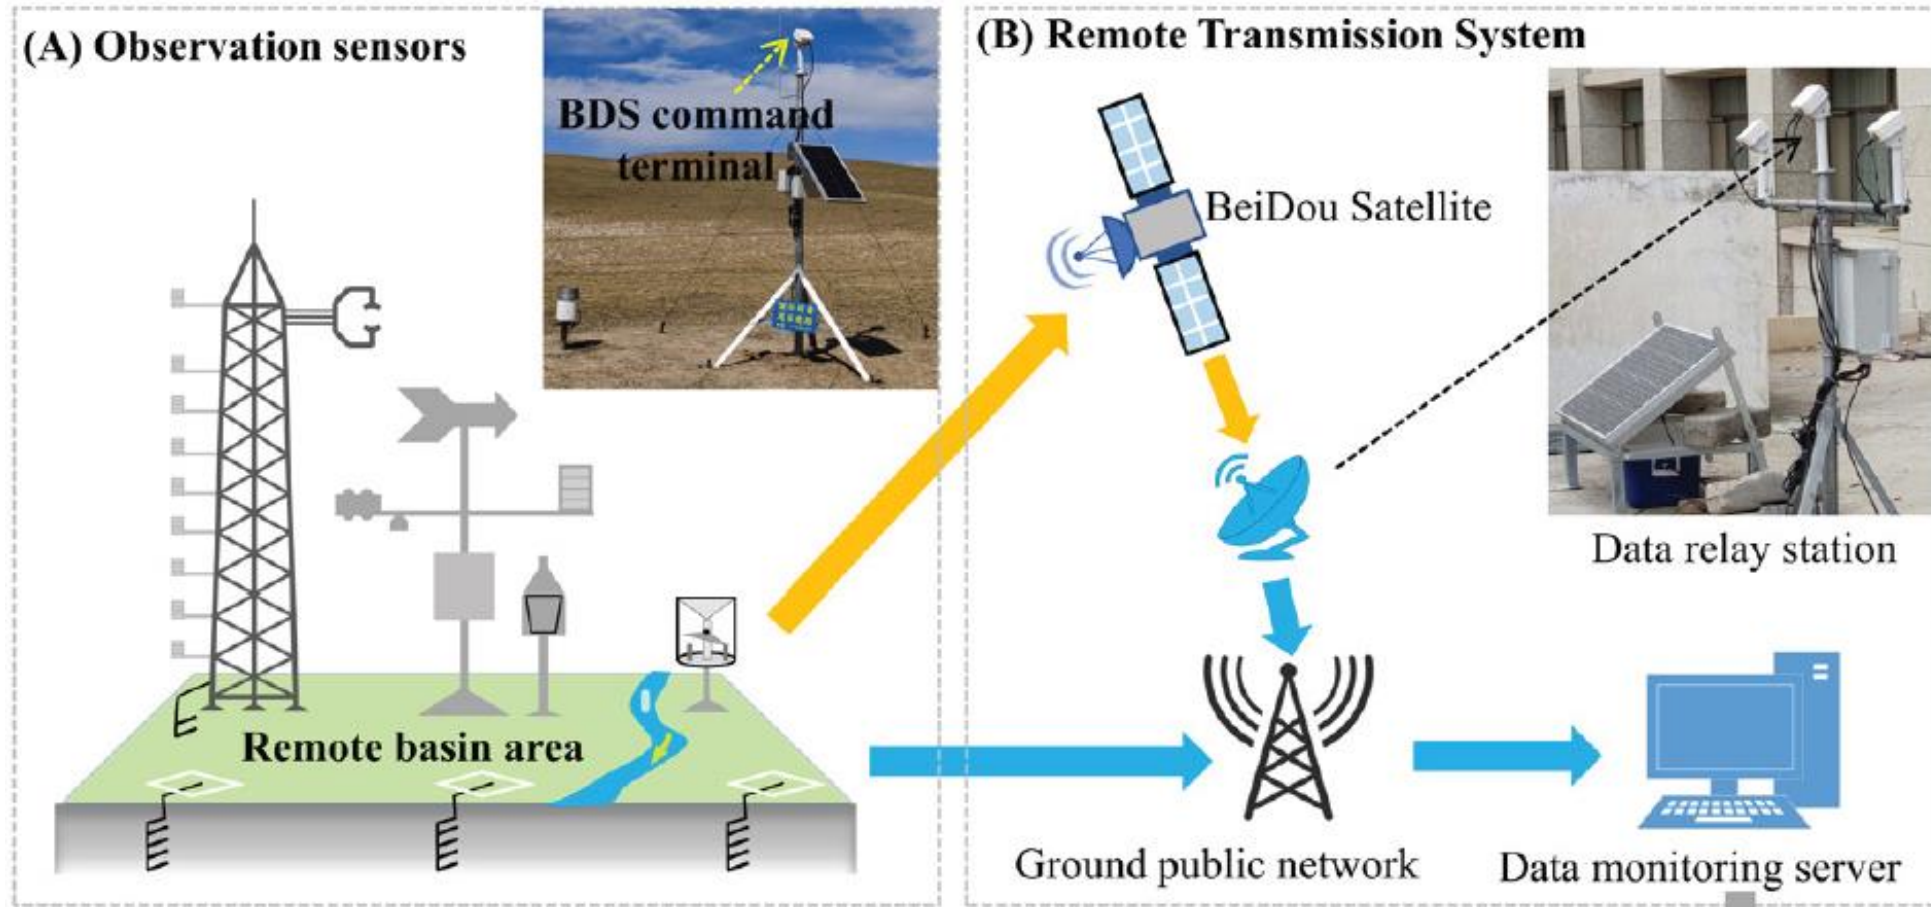 (A) Observation sensors
BDS command
terminal
Remote basin area
(B) Remote Transmission System
BeiDou Satellite
Data relay station
Ground public network
Data monitoring server